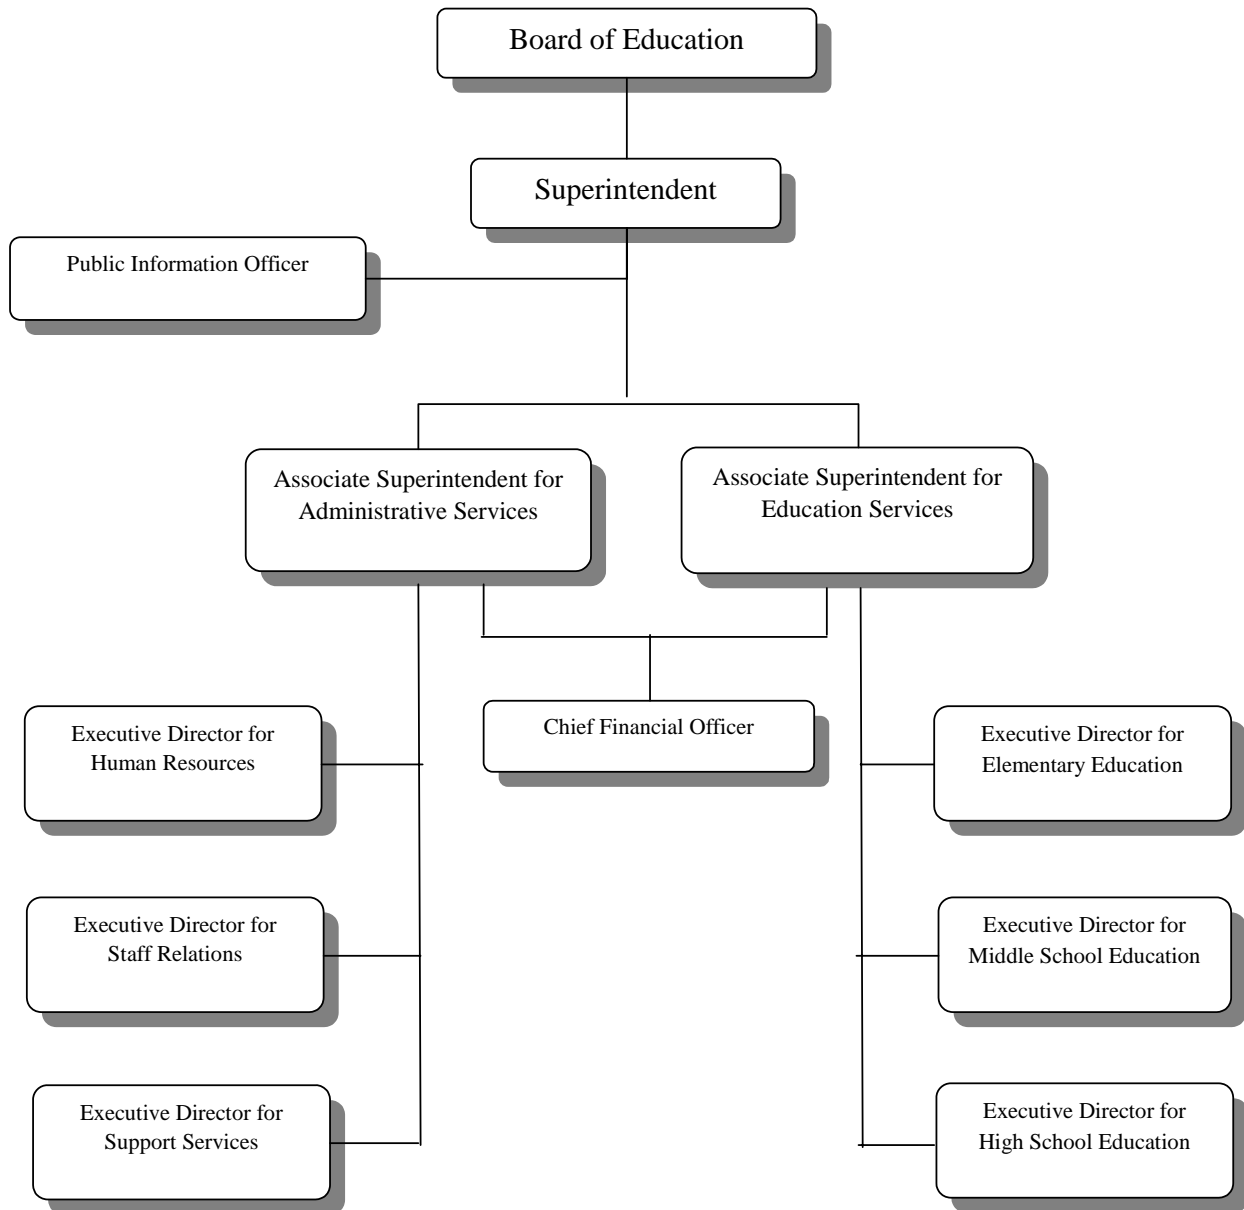 Board of Education
Superintendent
Public Information Officer
Associate Superintendent for
Administrative Services
Associate Superintendent for
Education Services
Chief Financial Officer
Executive Director for
Human Resources
Executive Director for
Elementary Education
Executive Director for
Staff Relations
Executive Director for
Middle School Education
Executive Director for
Support Services
Executive Director for
High School Education